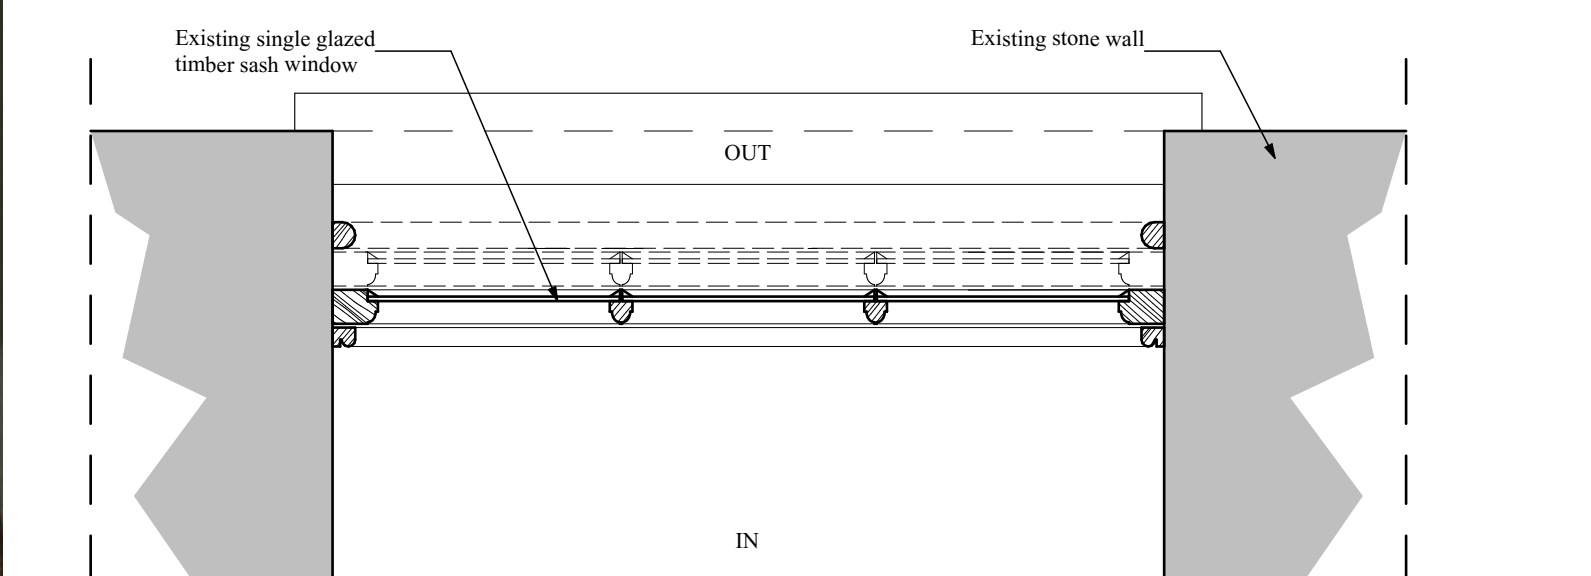 Existing single glazed
timber sash window
Existing stone wall
OUT
IN